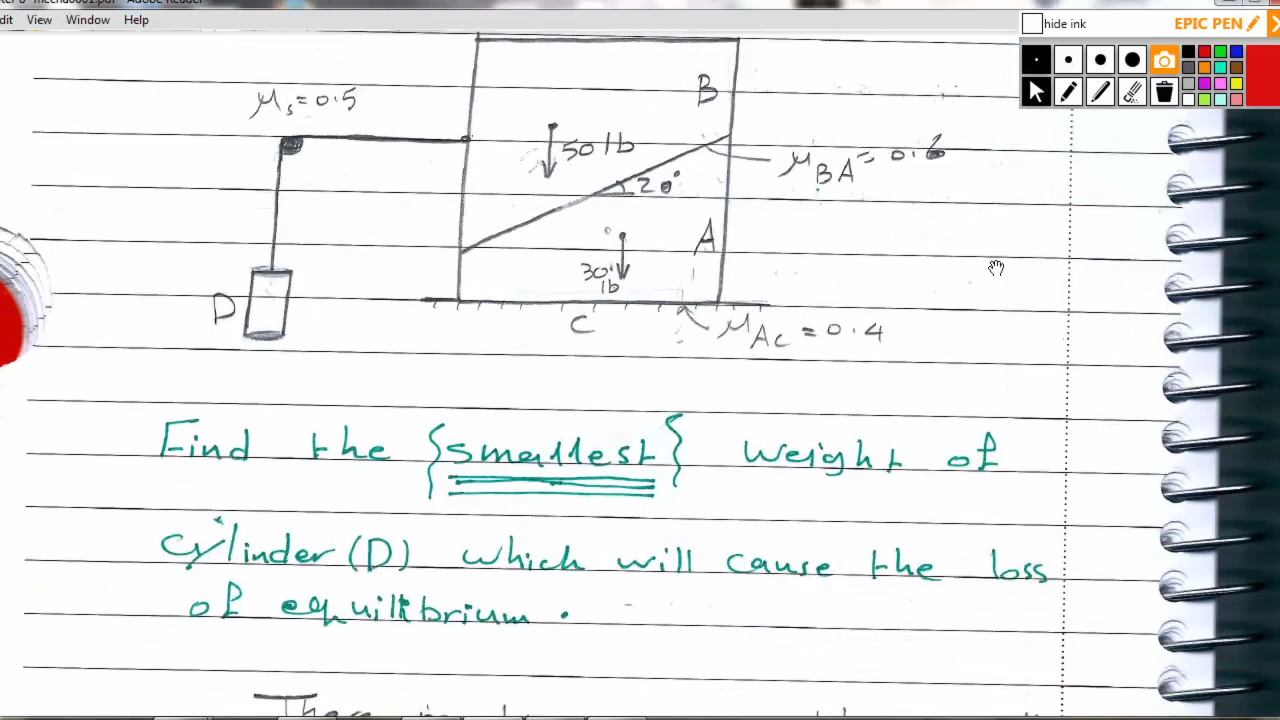 dit View Window Help
hide ink
EPIC PEN
B
μs = 0.5
50 lb
μBA = 0.6
20°
A
30
lb
D
C
μAC = 0.4
Find the {smallest} weight of
cylinder (D) which will cause the loss
of equilibrium .